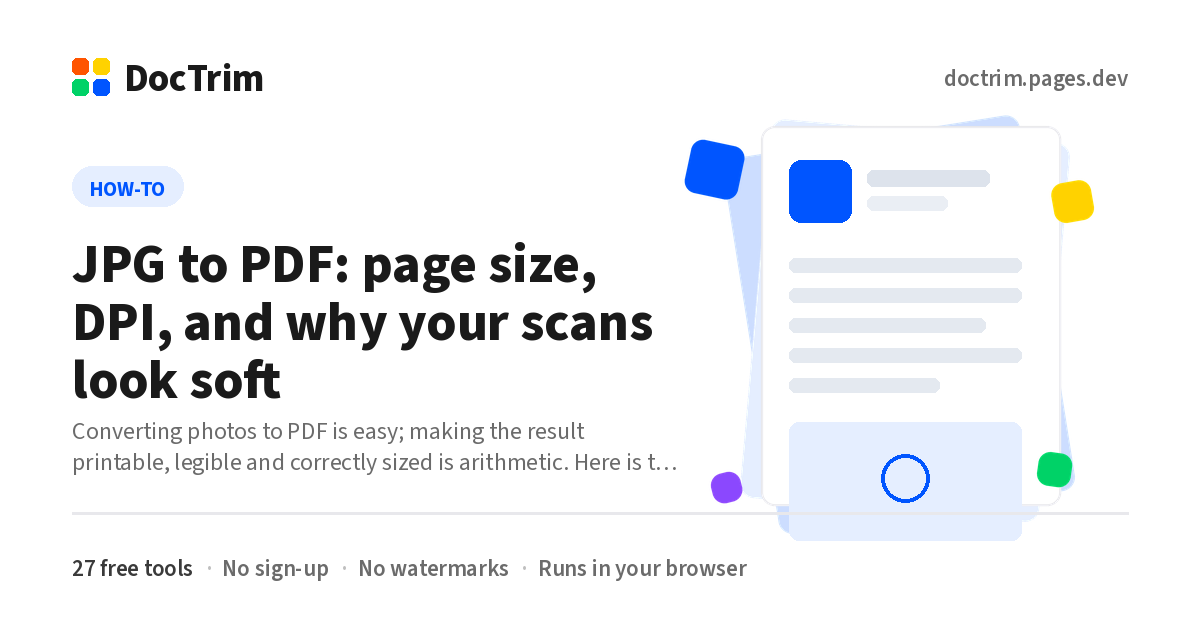 DocTrim
doctrim.pages.dev
HOW-TO
JPG to PDF: page size,
DPI, and why your scans
look soft
Converting photos to PDF is easy; making the result
printable, legible and correctly sized is arithmetic. Here is t…
27 free tools · No sign-up · No watermarks · Runs in your browser